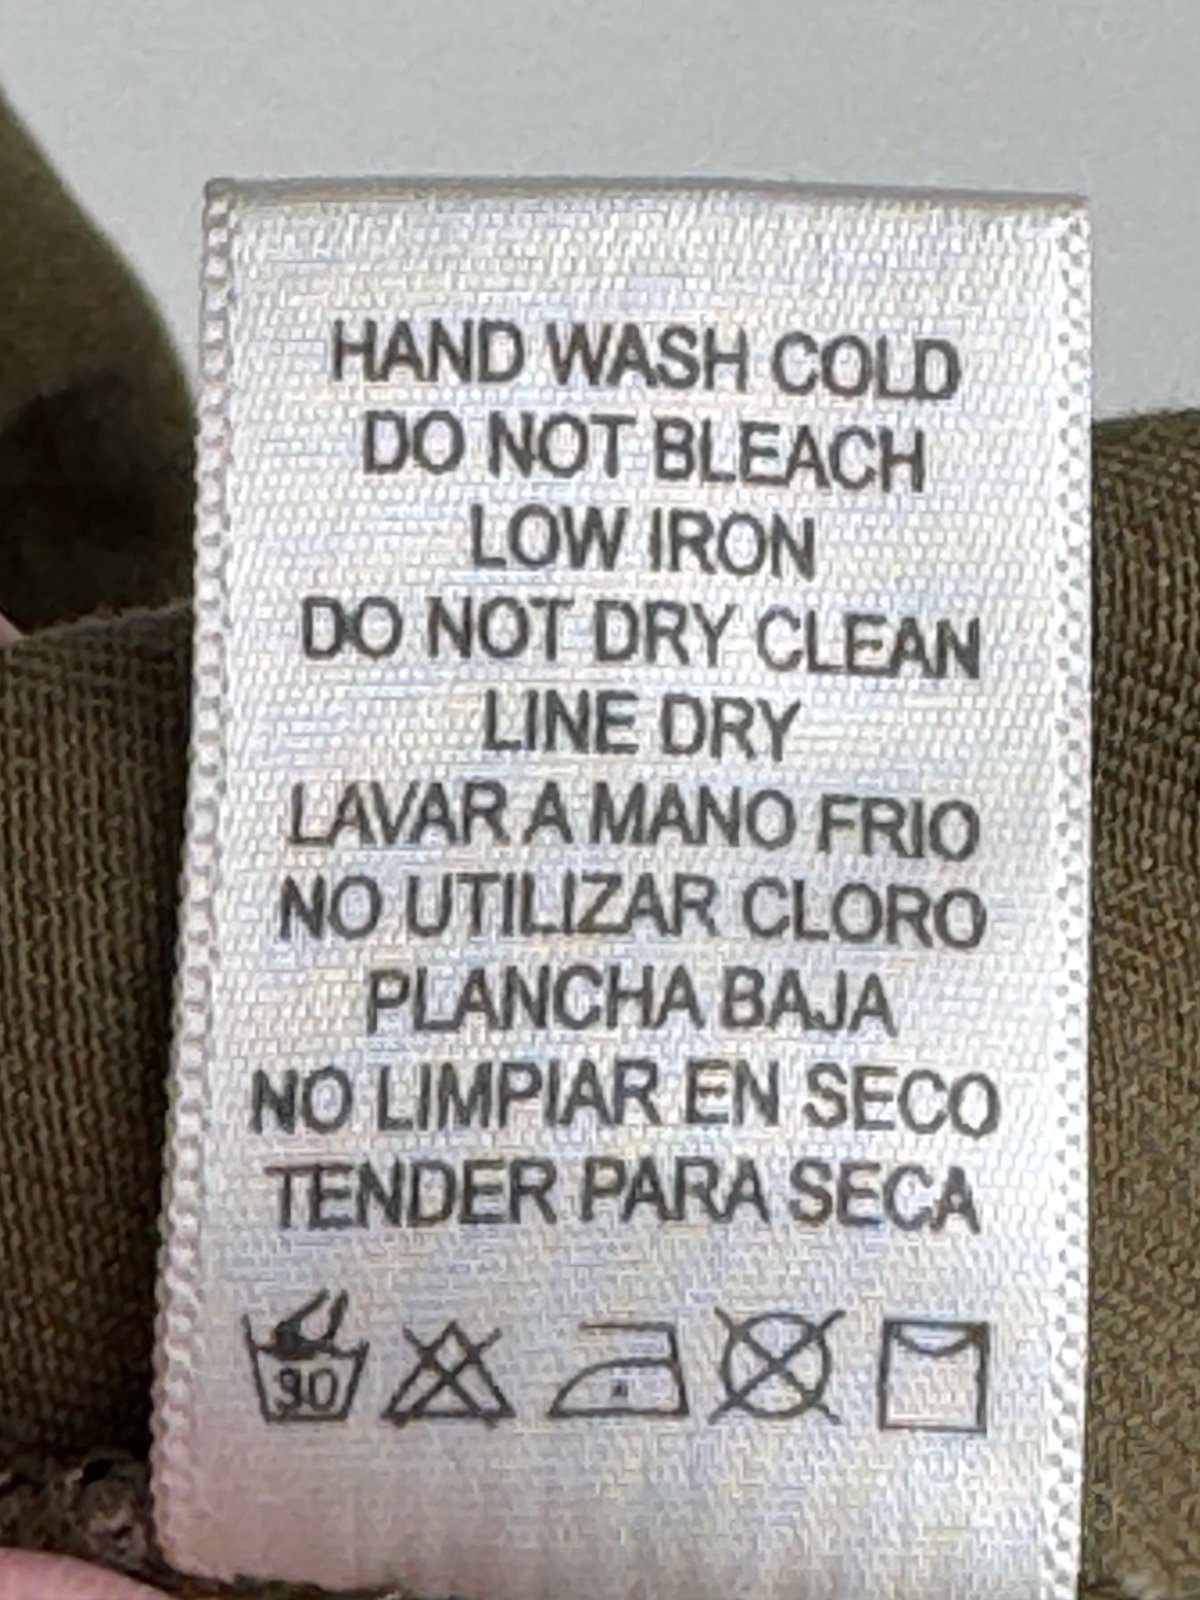 HAND WASH COLD
DO NOT BLEACH
LOW IRON
DO NOT DRY CLEAN
LINE DRY
LAVAR A MANO FRIO
NO UTILIZAR CLORO
PLANCHA BAJA
NO LIMPIAR EN SECO
TENDER PARA SECA